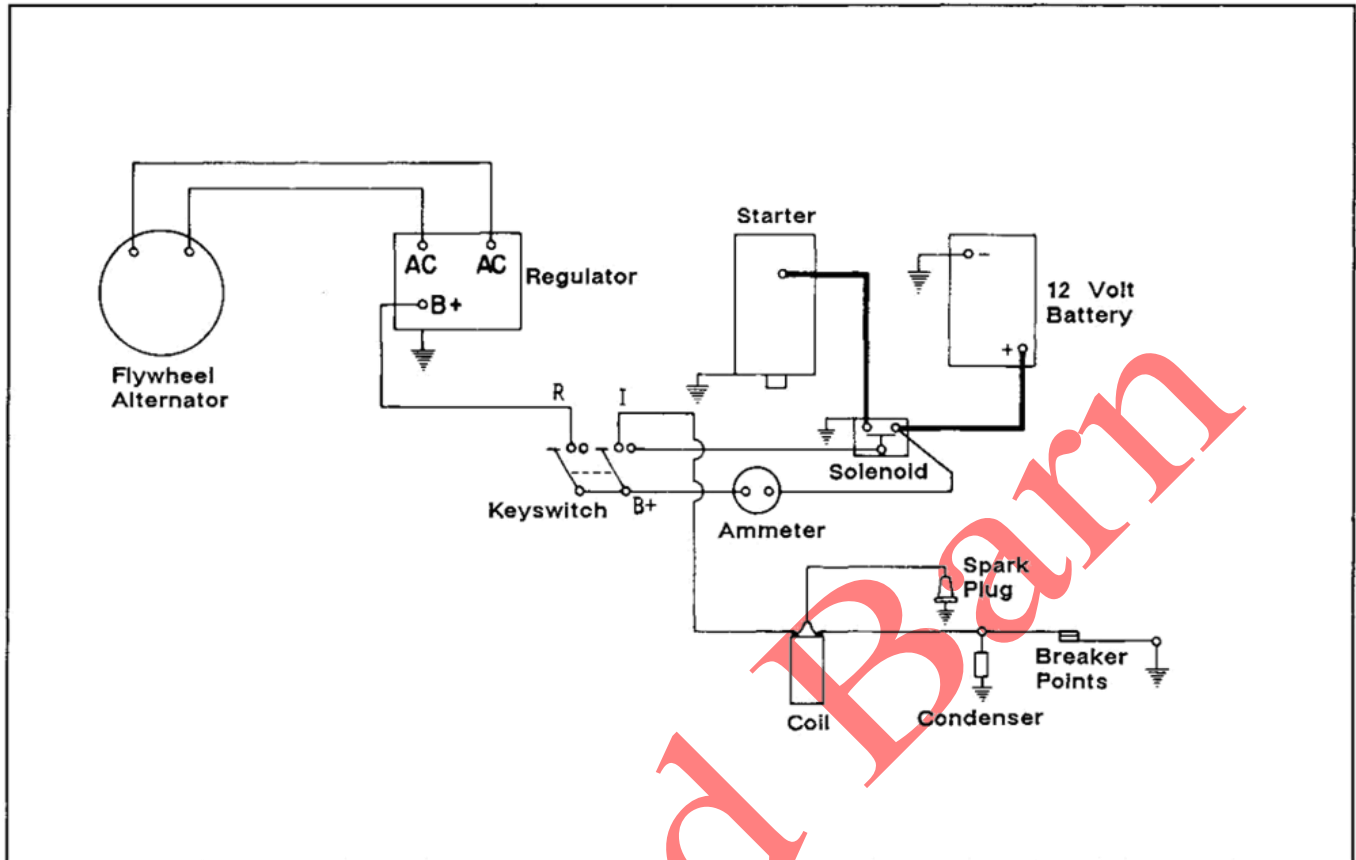 Starter
AC AC
Regulator
B+
-
12 Volt
Battery
+
Flywheel
Alternator
R I
Solenoid
Keyswitch
B+
Ammeter
Spark
Plug
Breaker
Points
Coil
Condenser
d Barn